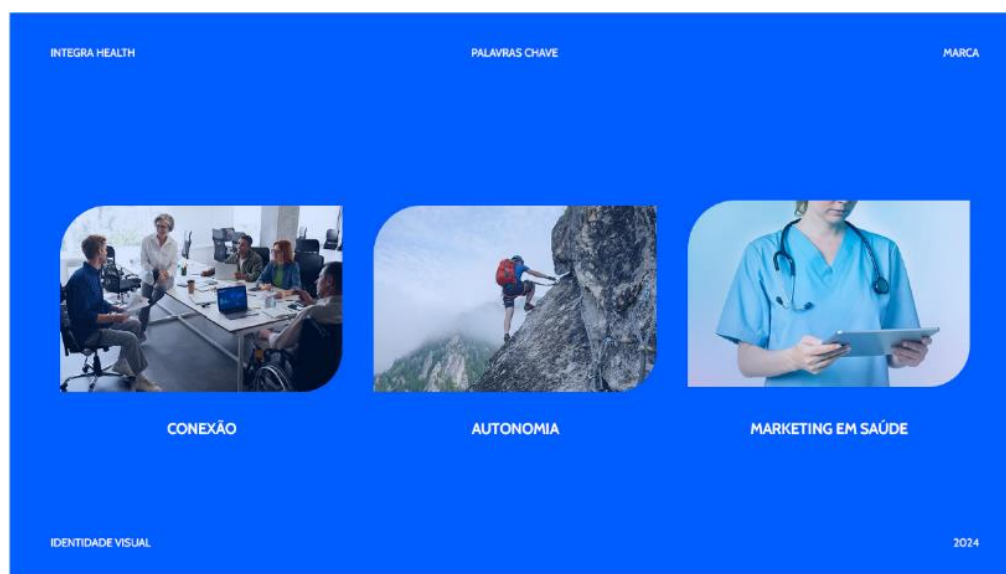 INTEGRA HEALTH
PALAVRAS CHAVE
MARCA
CONEXÃO
AUTONOMIA
MARKETING EM SAÚDE
IDENTIDADE VISUAL
2024